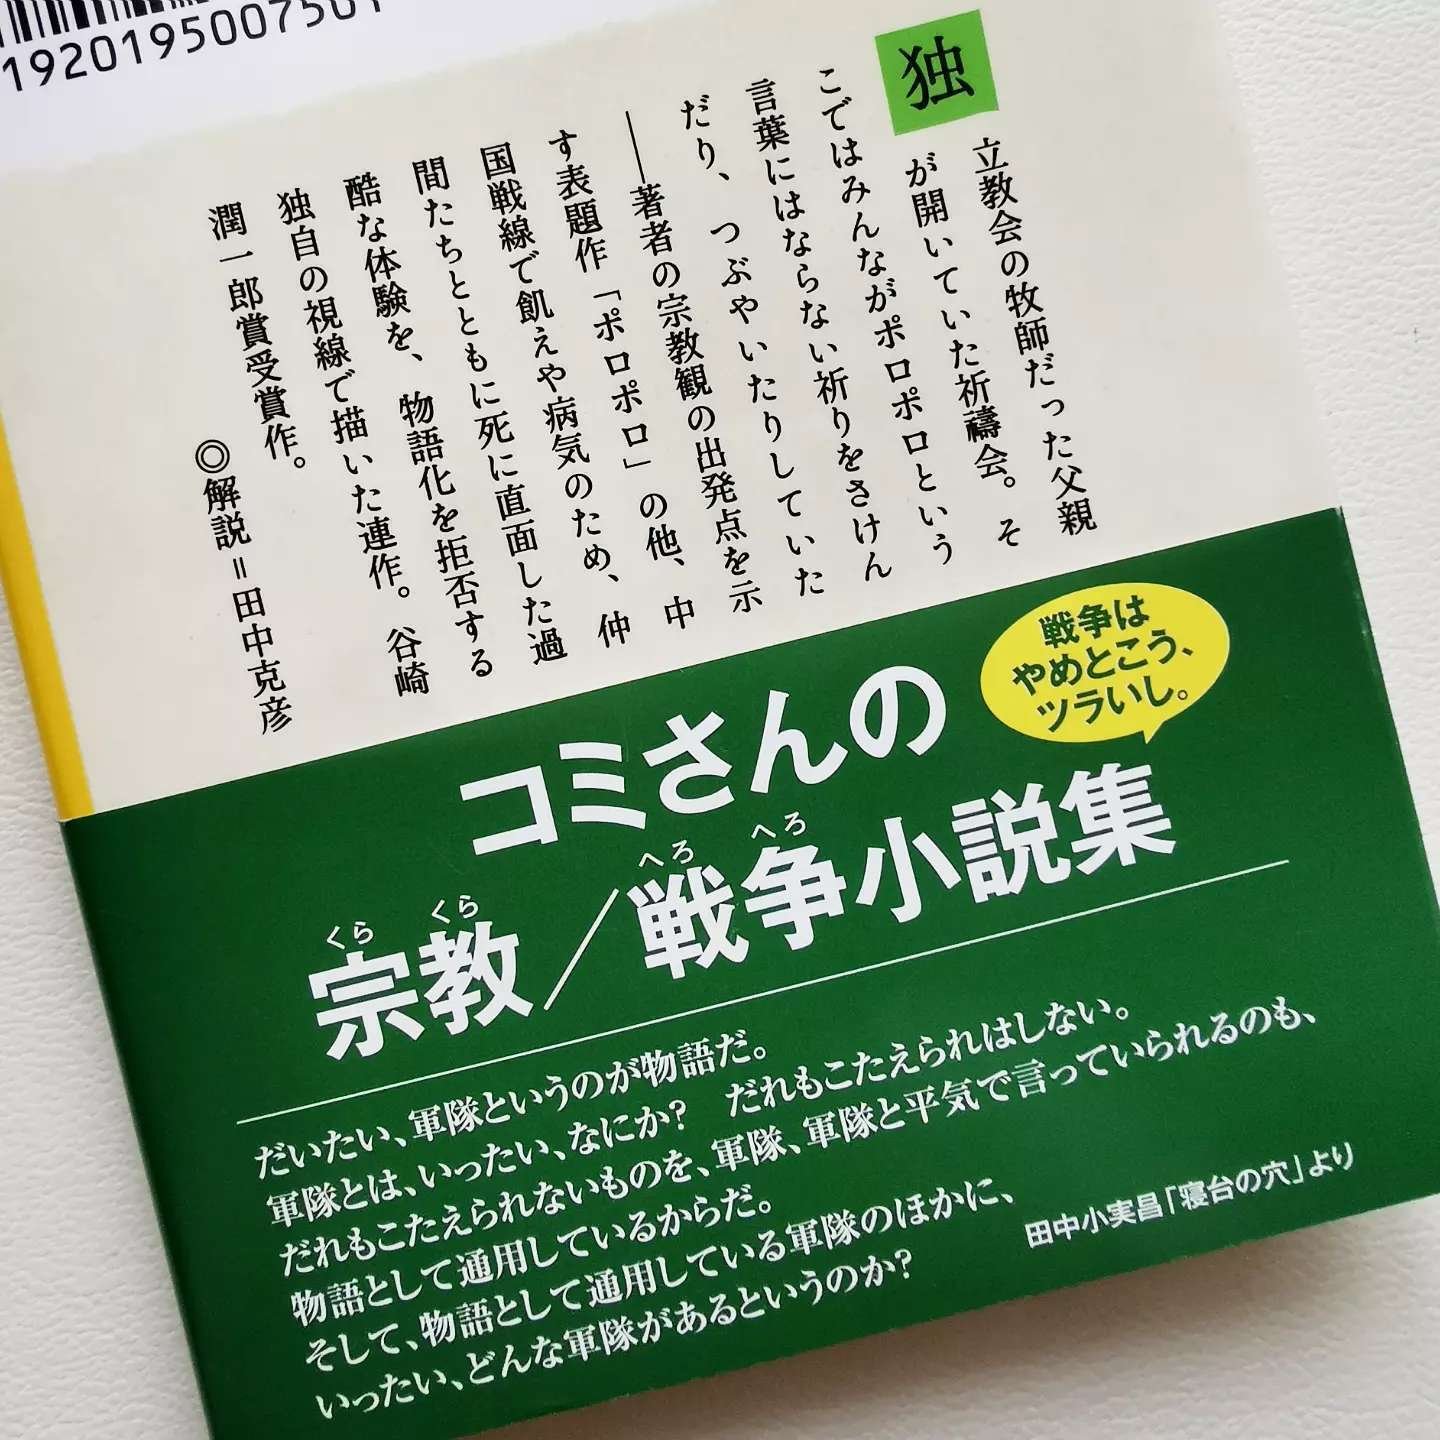 1920195007501
独立教会の牧師だった父親
が開いていた祈禱会。そ
こではみんながポロポロという
言葉にはならない祈りをさけん
だり、つぶやいたりしていた
――著者の宗教観の出発点を示
す表題作「ポロポロ」の他、中
国戦線で飢えや病気のため、仲
間たちとともに死に直面した過
酷な体験を、物語化を拒否する
独自の視線で描いた連作。谷崎
潤一郎賞受賞作。
◎解説=田中克彦
戦争は
やめとこう、
ツラいし。
コミさんの
くら くら へろ へろ
宗教/戦争小説集
だいたい、軍隊というのが物語だ。
軍隊とは、いったい、なにか? だれもこたえられはしない。
だれもこたえられないものを、軍隊、軍隊と平気で言っていられるのも、
物語として通用しているからだ。
そして、物語として通用している軍隊のほかに、
いったい、どんな軍隊があるというのか?
田中小実昌「寝台の穴」より